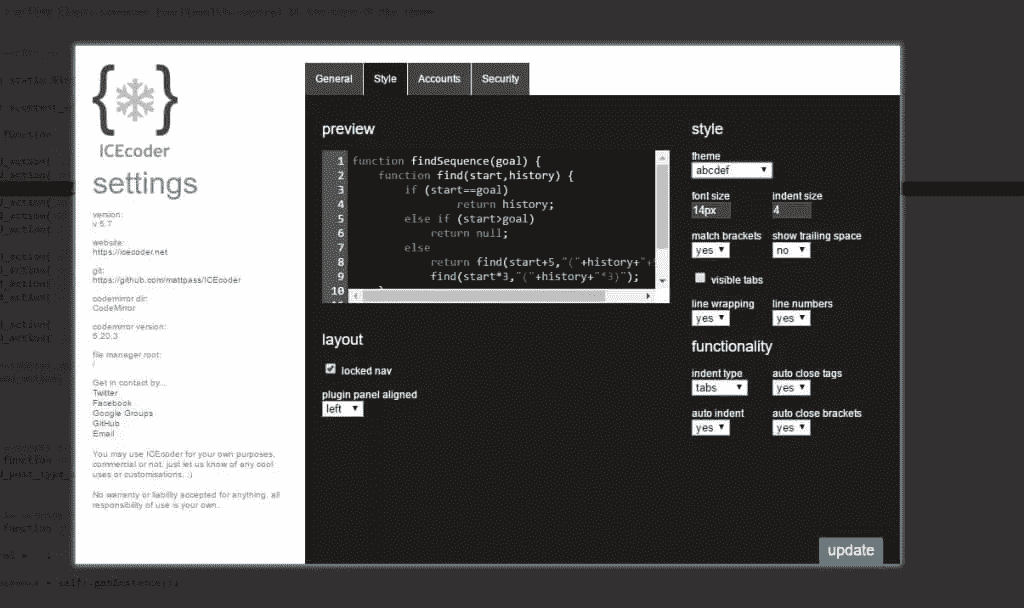 { }
ICEcoder
settings
version:
v 5.7
website:
https://icecoder.net
git:
https://github.com/mattpass/ICEcoder
codemirror dir:
CodeMirror
codemirror version:
5.20.3
file manager root:
/
Get in contact by...
Twitter
Facebook
Google Groups
GitHub
Email
You may use ICEcoder for your own purposes,
commercial or not, just let us know of any cool
uses or customisations. :)
No warranty or liability accepted for anything, all
responsibility of use is your own.
General Style Accounts Security
preview
1 function findSequence(goal) {
2 function find(start,history) {
3 if (start==goal)
4 return history;
5 else if (start>goal)
6 return null;
7 else
8 return find(start+5,"("+history+"+5
9 find(start*3,"("+history+"*3)");
10 }
layout
locked nav
plugin panel aligned
left
style
theme
abcdef
font size indent size
14px 4
match brackets show trailing space
yes no
visible tabs
line wrapping line numbers
yes yes
functionality
indent type auto close tags
tabs yes
auto indent auto close brackets
yes yes
update
function
function
function